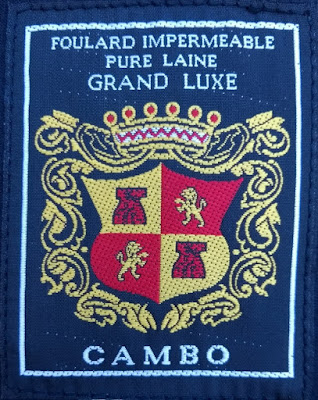 FOULARD IMPERMEABLE
PURE LAINE
GRAND LUXE
CAMBO